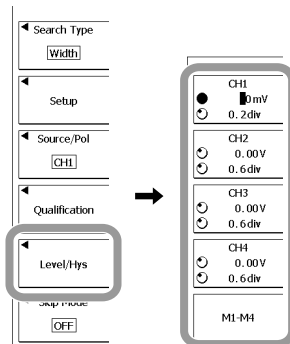 Search Type
Width
Setup
Source/Pol
CH1
Qualification
Level/Hys
Skip Mode
OFF
CH1
0mV
0.2div
CH2
0.00V
0.6div
CH3
0.00V
0.6div
CH4
0.00V
0.6div
M1-M4